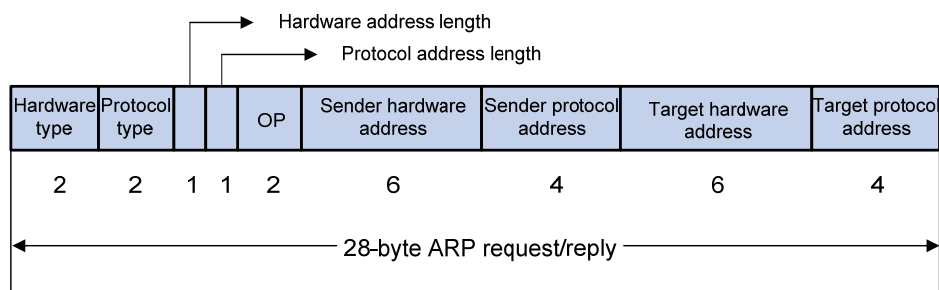 Hardware address length
Protocol address length
Hardware type
Protocol type
OP
Sender hardware address
Sender protocol address
Target hardware address
Target protocol address
2 2 1 1 2 6 4 6 4
28-byte ARP request/reply